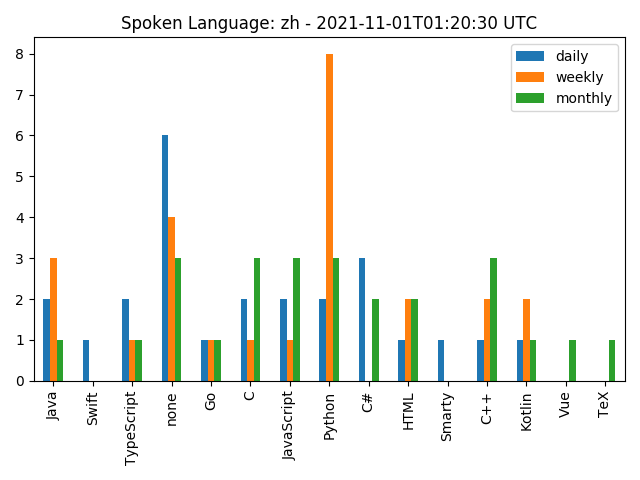 Spoken Language: zh - 2021-11-01T01:20:30 UTC
daily
weekly
monthly
8
7
6
5
4
3
2
1
0
Java
Swift
TypeScript
none
Go
C
JavaScript
Python
C#
HTML
Smarty
C++
Kotlin
Vue
TeX